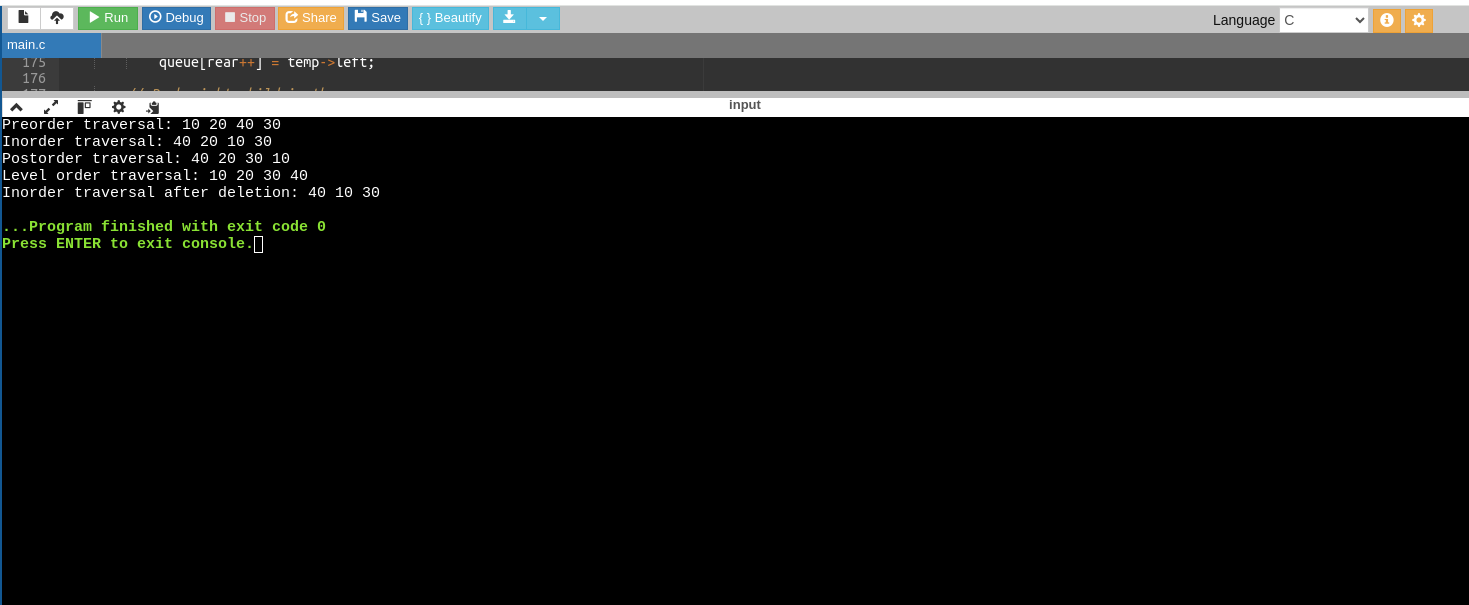 Run Debug Stop Share Save { } Beautify Language C
main.c
175 queue[rear++] = temp->left;
176
input
Preorder traversal: 10 20 40 30
Inorder traversal: 40 20 10 30
Postorder traversal: 40 20 30 10
Level order traversal: 10 20 30 40
Inorder traversal after deletion: 40 10 30
...Program finished with exit code 0
Press ENTER to exit console.